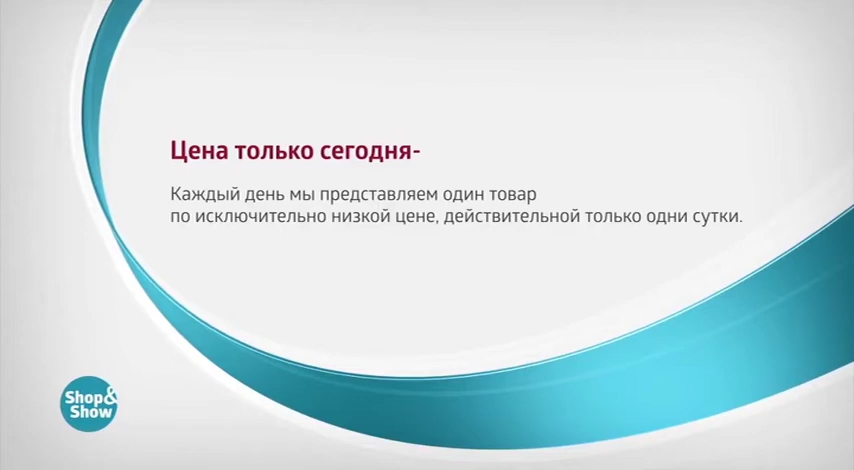 Цена только сегодня-
Каждый день мы представляем один товар
по исключительно низкой цене, действительной только одни сутки.
Shop&
Show